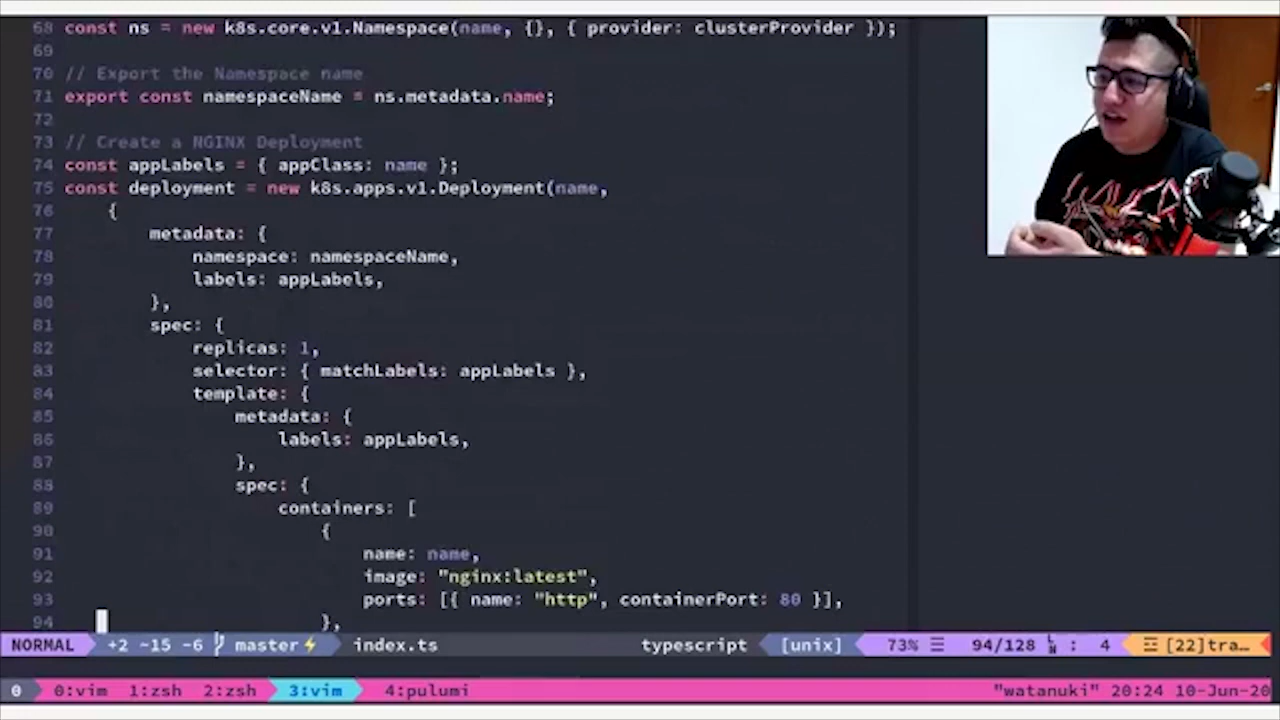 68 const ns = new k8s.core.v1.Namespace(name, {}, { provider: clusterProvider });
69
70 // Export the Namespace name
71 export const namespaceName = ns.metadata.name;
72
73 // Create a NGINX Deployment
74 const appLabels = { appClass: name };
75 const deployment = new k8s.apps.v1.Deployment(name,
76 {
77 metadata: {
78 namespace: namespaceName,
79 labels: appLabels,
80 },
81 spec: {
82 replicas: 1,
83 selector: { matchLabels: appLabels },
84 template: {
85 metadata: {
86 labels: appLabels,
87 },
88 spec: {
89 containers: [
90 {
91 name: name,
92 image: "nginx:latest",
93 ports: [{ name: "http", containerPort: 80 }],
94 },
NORMAL +2 ~15 -6 master⚡ index.ts typescript [unix] 73% ☰ 94/128 LN : 4 ☲ [22]tra…
0 0:vim 1:zsh 2:zsh 3:vim 4:pulumi "watanuki" 20:24 10-Jun-20